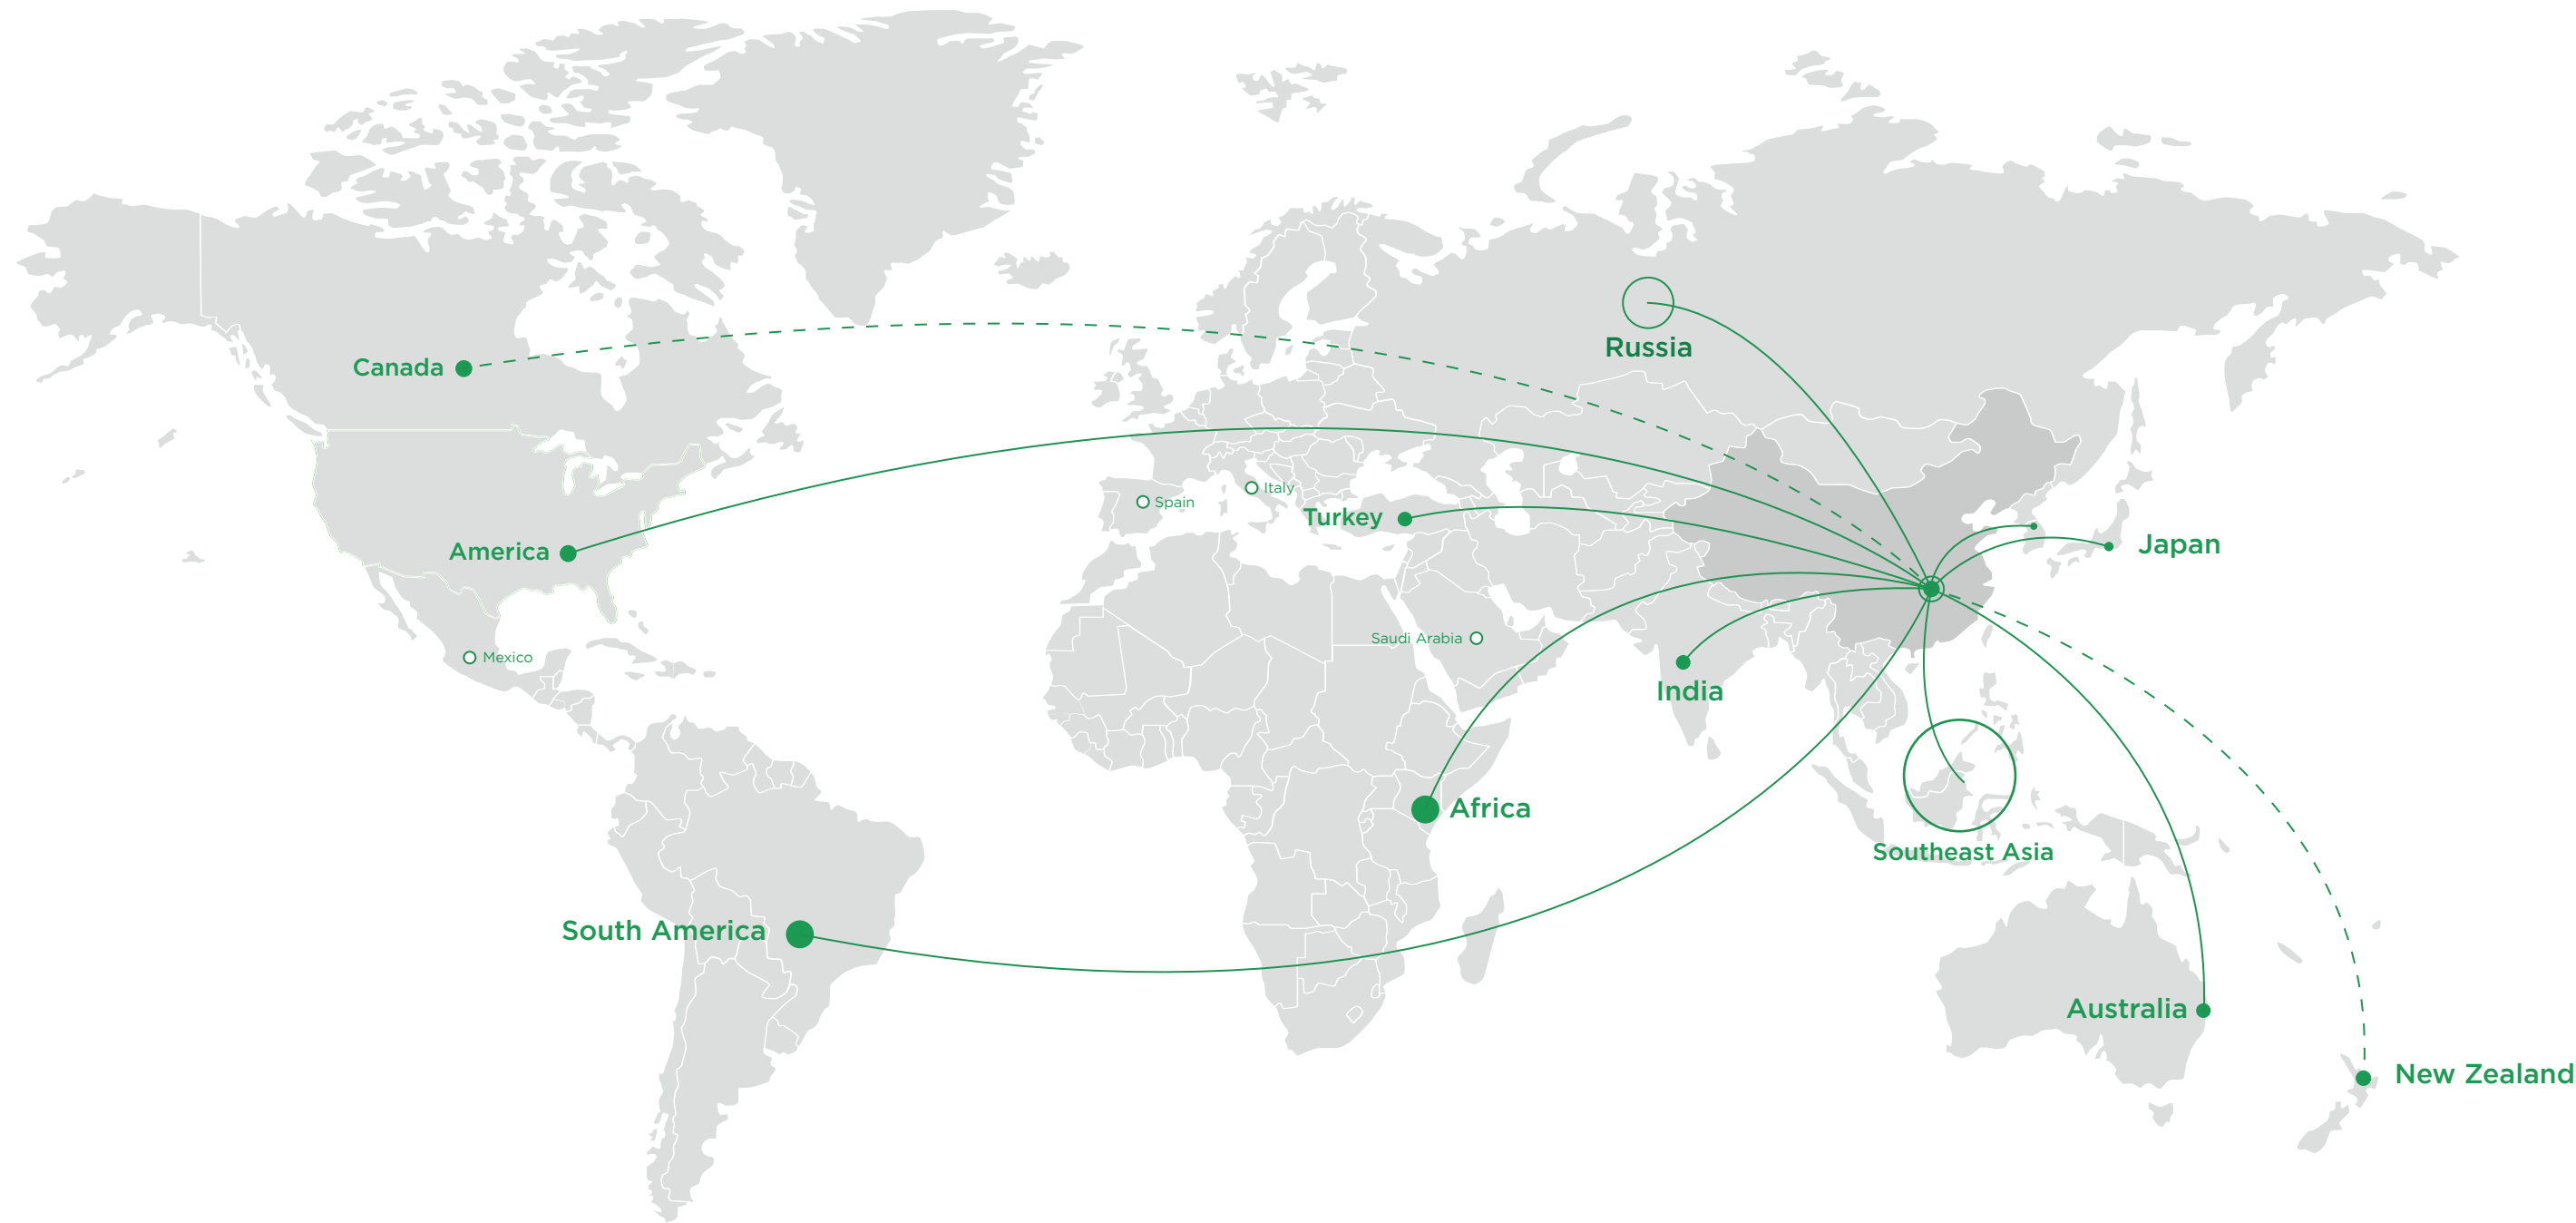 Russia
Canada
Italy
Spain
Turkey
Japan
America
Saudi Arabia
Mexico
India
Africa
Southeast Asia
South America
Australia
New Zealand